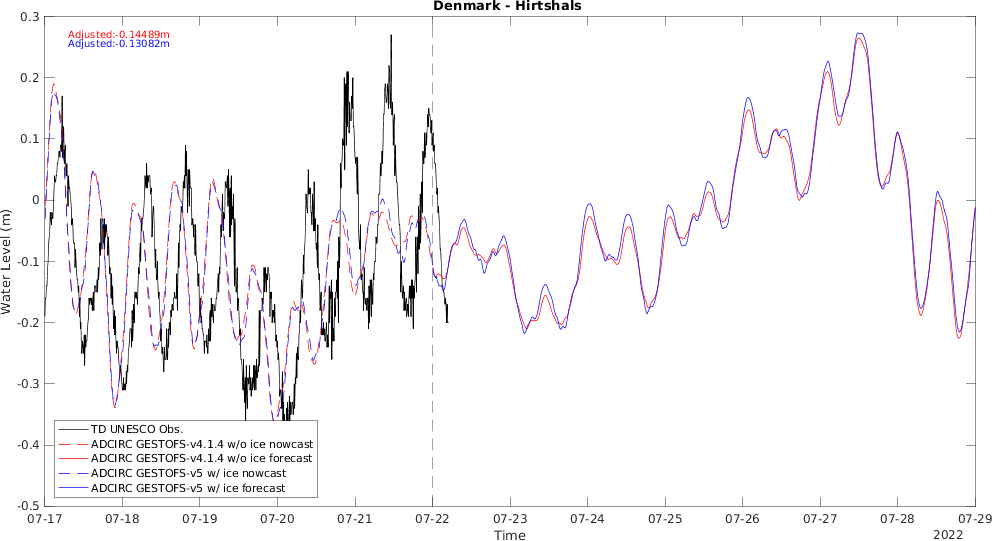 Denmark - Hirtshals
Adjusted:-0.14489m
Adjusted:-0.13082m
0.3
0.2
0.1
0
-0.1
-0.2
-0.3
-0.4
-0.5
Water Level (m)
TD UNESCO Obs.
ADCIRC GESTOFS-v4.1.4 w/o ice nowcast
ADCIRC GESTOFS-v4.1.4 w/o ice forecast
ADCIRC GESTOFS-v5 w/ ice nowcast
ADCIRC GESTOFS-v5 w/ ice forecast
07-17 07-18 07-19 07-20 07-21 07-22 07-23 07-24 07-25 07-26 07-27 07-28 07-29
Time
2022